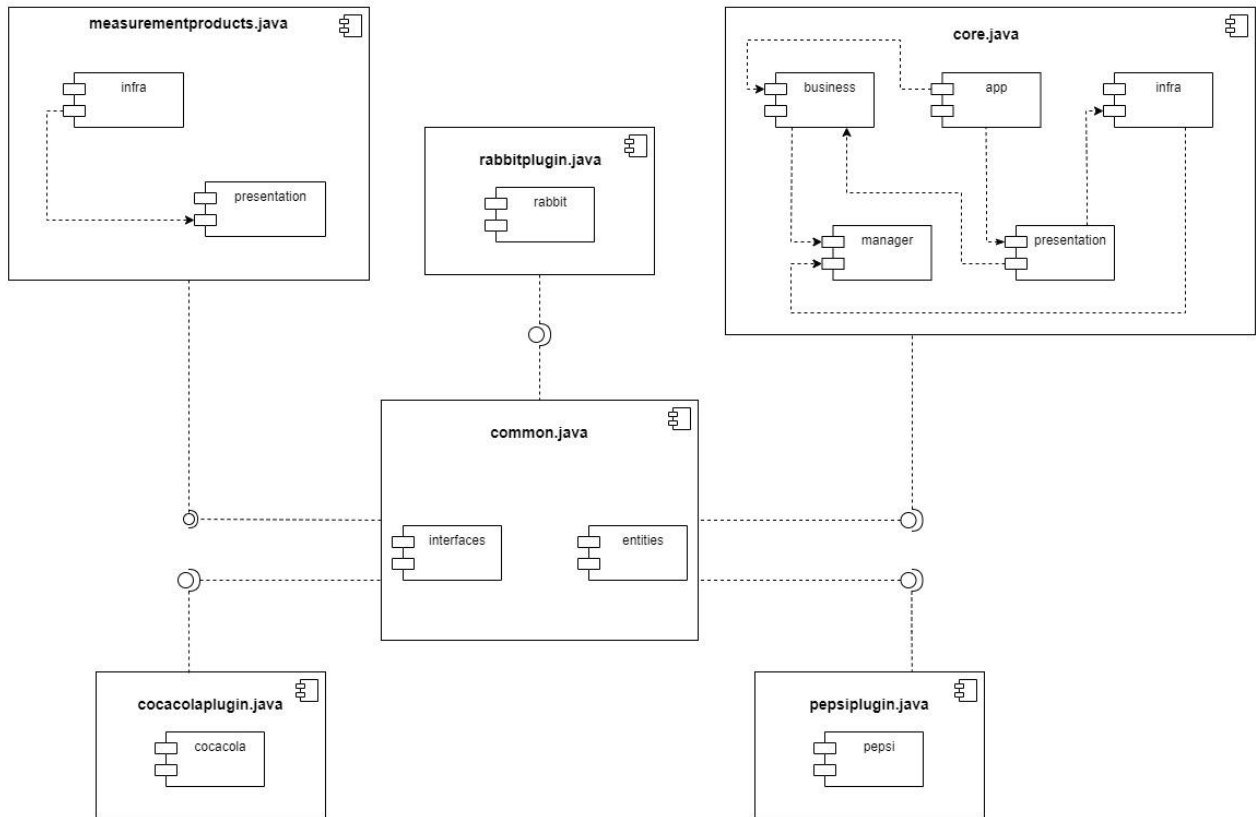 measurementproducts.java
infra
presentation
rabbitplugin.java
rabbit
core.java
business
app
infra
manager
presentation
common.java
interfaces
entities
cocacolaplugin.java
cocacola
pepsiplugin.java
pepsi